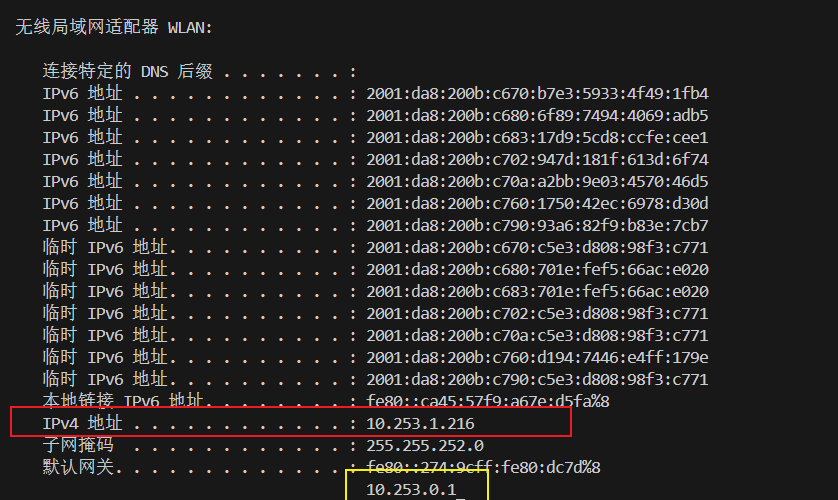 无线局域网适配器 WLAN:
连接特定的 DNS 后缀 . . . . . . . :
IPv6 地址 . . . . . . . . . . . . : 2001:da8:200b:c670:b7e3:5933:4f49:1fb4
IPv6 地址 . . . . . . . . . . . . : 2001:da8:200b:c680:6f89:7494:4069:adb5
IPv6 地址 . . . . . . . . . . . . : 2001:da8:200b:c683:17d9:5cd8:ccfe:cee1
IPv6 地址 . . . . . . . . . . . . : 2001:da8:200b:c702:947d:181f:613d:6f74
IPv6 地址 . . . . . . . . . . . . : 2001:da8:200b:c70a:a2bb:9e03:4570:46d5
IPv6 地址 . . . . . . . . . . . . : 2001:da8:200b:c760:1750:42ec:6978:d30d
IPv6 地址 . . . . . . . . . . . . : 2001:da8:200b:c790:93a6:82f9:b83e:7cb7
临时 IPv6 地址. . . . . . . . . . : 2001:da8:200b:c670:c5e3:d808:98f3:c771
临时 IPv6 地址. . . . . . . . . . : 2001:da8:200b:c680:701e:fef5:66ac:e020
临时 IPv6 地址. . . . . . . . . . : 2001:da8:200b:c683:701e:fef5:66ac:e020
临时 IPv6 地址. . . . . . . . . . : 2001:da8:200b:c702:c5e3:d808:98f3:c771
临时 IPv6 地址. . . . . . . . . . : 2001:da8:200b:c70a:c5e3:d808:98f3:c771
临时 IPv6 地址. . . . . . . . . . : 2001:da8:200b:c760:d194:7446:e4ff:179e
临时 IPv6 地址. . . . . . . . . . : 2001:da8:200b:c790:c5e3:d808:98f3:c771
本地链接 IPv6 地址. . . . . . . . : fe80::ca45:57f9:a67e:d5fa%8
IPv4 地址 . . . . . . . . . . . . : 10.253.1.216
子网掩码  . . . . . . . . . . . . : 255.255.252.0
默认网关. . . . . . . . . . . . . : fe80::274:9cff:fe80:dc7d%8
10.253.0.1